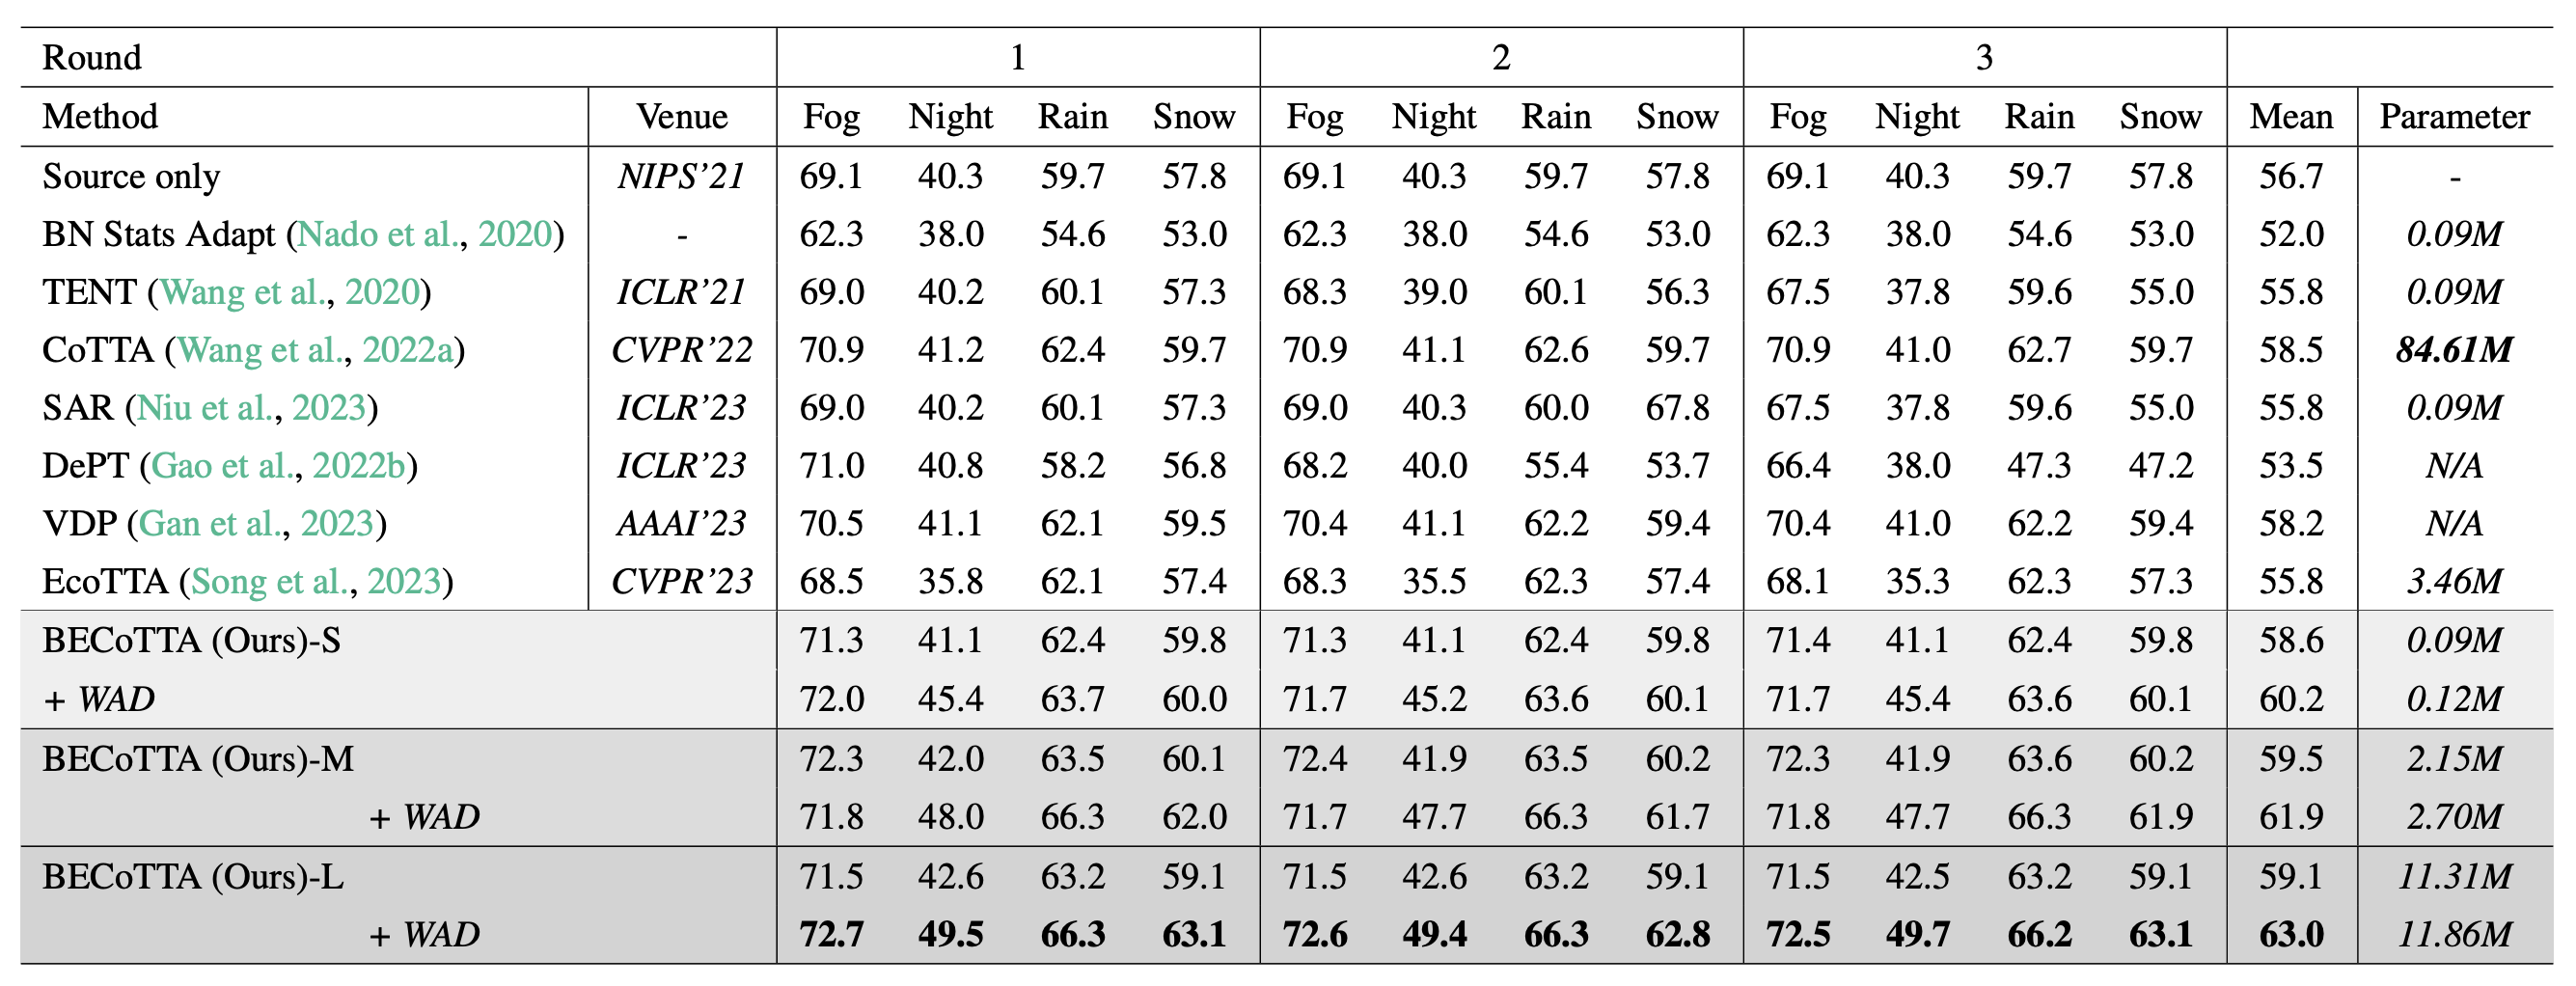 Round 1 2 3
Method Venue Fog Night Rain Snow Fog Night Rain Snow Fog Night Rain Snow Mean Parameter
Source only NIPS’21 69.1 40.3 59.7 57.8 69.1 40.3 59.7 57.8 69.1 40.3 59.7 57.8 56.7 -
BN Stats Adapt (Nado et al., 2020) - 62.3 38.0 54.6 53.0 62.3 38.0 54.6 53.0 62.3 38.0 54.6 53.0 52.0 0.09M
TENT (Wang et al., 2020) ICLR’21 69.0 40.2 60.1 57.3 68.3 39.0 60.1 56.3 67.5 37.8 59.6 55.0 55.8 0.09M
CoTTA (Wang et al., 2022a) CVPR’22 70.9 41.2 62.4 59.7 70.9 41.1 62.6 59.7 70.9 41.0 62.7 59.7 58.5 84.61M
SAR (Niu et al., 2023) ICLR’23 69.0 40.2 60.1 57.3 69.0 40.3 60.0 67.8 67.5 37.8 59.6 55.0 55.8 0.09M
DePT (Gao et al., 2022b) ICLR’23 71.0 40.8 58.2 56.8 68.2 40.0 55.4 53.7 66.4 38.0 47.3 47.2 53.5 N/A
VDP (Gan et al., 2023) AAAI’23 70.5 41.1 62.1 59.5 70.4 41.1 62.2 59.4 70.4 41.0 62.2 59.4 58.2 N/A
EcoTTA (Song et al., 2023) CVPR’23 68.5 35.8 62.1 57.4 68.3 35.5 62.3 57.4 68.1 35.3 62.3 57.3 55.8 3.46M
BECoTTA (Ours)-S 71.3 41.1 62.4 59.8 71.3 41.1 62.4 59.8 71.4 41.1 62.4 59.8 58.6 0.09M
+ WAD 72.0 45.4 63.7 60.0 71.7 45.2 63.6 60.1 71.7 45.4 63.6 60.1 60.2 0.12M
BECoTTA (Ours)-M 72.3 42.0 63.5 60.1 72.4 41.9 63.5 60.2 72.3 41.9 63.6 60.2 59.5 2.15M
+ WAD 71.8 48.0 66.3 62.0 71.7 47.7 66.3 61.7 71.8 47.7 66.3 61.9 61.9 2.70M
BECoTTA (Ours)-L 71.5 42.6 63.2 59.1 71.5 42.6 63.2 59.1 71.5 42.5 63.2 59.1 59.1 11.31M
+ WAD 72.7 49.5 66.3 63.1 72.6 49.4 66.3 62.8 72.5 49.7 66.2 63.1 63.0 11.86M